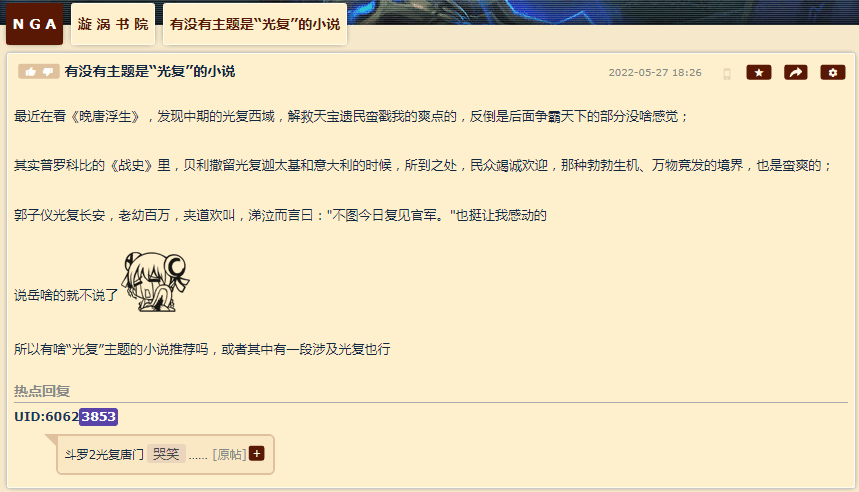 NGA 漩涡书院 有没有主题是“光复”的小说
有没有主题是“光复”的小说 2022-05-27 18:26
最近在看《晚唐浮生》，发现中期的光复西域，解救天宝遗民蛮戳我的爽点的，反倒是后面争霸天下的部分没啥感觉；
其实普罗科比的《战史》里，贝利撒留光复迦太基和意大利的时候，所到之处，民众竭诚欢迎，那种勃勃生机、万物竞发的境界，也是蛮爽的；
郭子仪光复长安，老幼百万，夹道欢叫，涕泣而言曰："不图今日复见官军。"也挺让我感动的
说岳啥的就不说了
所以有啥“光复”主题的小说推荐吗，或者其中有一段涉及光复也行
热点回复
UID:60623853
斗罗2光复唐门 哭笑 ...... [原帖] +